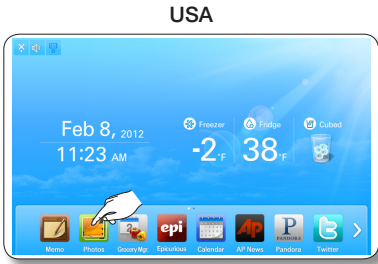 USA
Feb 8, 2012
11:23 AM
Freezer
-2°F
Fridge
38°F
Cubed
epi
AP
P
PANDORA
Memo
Photos
Grocery Mgr.
Epicurious
Calendar
AP News
Pandora
Twitter